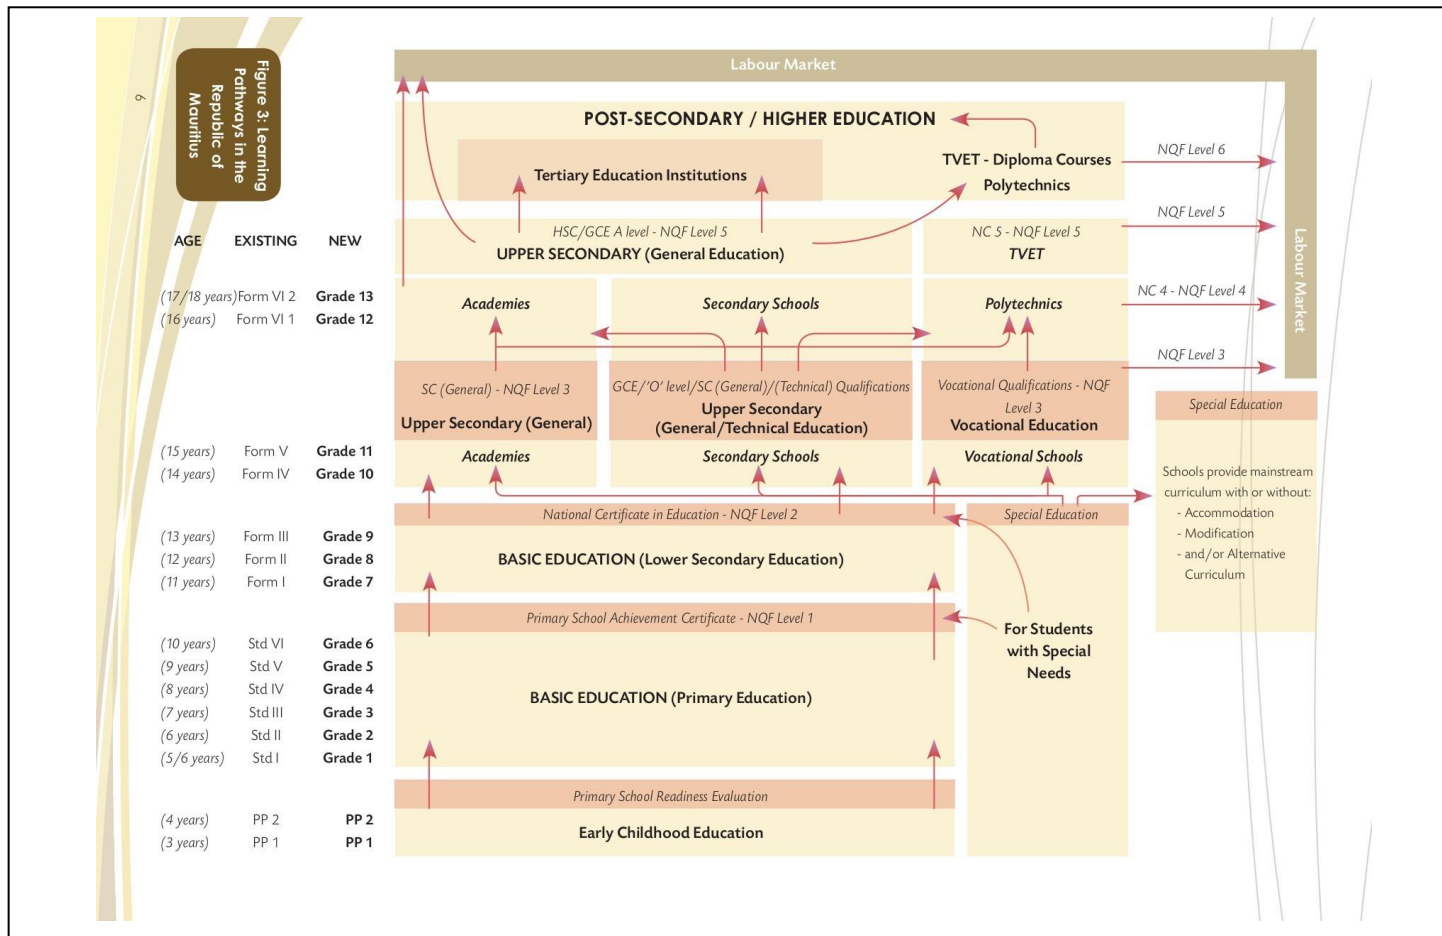 6
Figure 3: Learning
Pathways in the
Republic of
Mauritius
Labour Market
POST-SECONDARY / HIGHER EDUCATION
Tertiary Education Institutions
TVET - Diploma Courses
Polytechnics
NQF Level 6
HSC/GCE A level - NQF Level 5
UPPER SECONDARY (General Education)
NC 5 - NQF Level 5
TVET
NQF Level 5
Labour Market
AGE EXISTING NEW
(17/18 years) Form VI 2 Grade 13
(16 years) Form VI 1 Grade 12
Academies
Secondary Schools
Polytechnics
NC 4 - NQF Level 4
NQF Level 3
SC (General) - NQF Level 3
Upper Secondary (General)
GCE/'O' level/SC (General)/(Technical) Qualifications
Upper Secondary
(General/Technical Education)
Vocational Qualifications - NQF
Level 3
Vocational Education
(15 years) Form V Grade 11
(14 years) Form IV Grade 10
Academies
Secondary Schools
Vocational Schools
Special Education
Schools provide mainstream
curriculum with or without:
- Accommodation
- Modification
- and/or Alternative
Curriculum
National Certificate in Education - NQF Level 2
Special Education
(13 years) Form III Grade 9
(12 years) Form II Grade 8
(11 years) Form I Grade 7
BASIC EDUCATION (Lower Secondary Education)
Primary School Achievement Certificate - NQF Level 1
For Students
with Special
Needs
(10 years) Std VI Grade 6
(9 years) Std V Grade 5
(8 years) Std IV Grade 4
(7 years) Std III Grade 3
(6 years) Std II Grade 2
(5/6 years) Std I Grade 1
BASIC EDUCATION (Primary Education)
Primary School Readiness Evaluation
(4 years) PP 2 PP 2
(3 years) PP 1 PP 1
Early Childhood Education